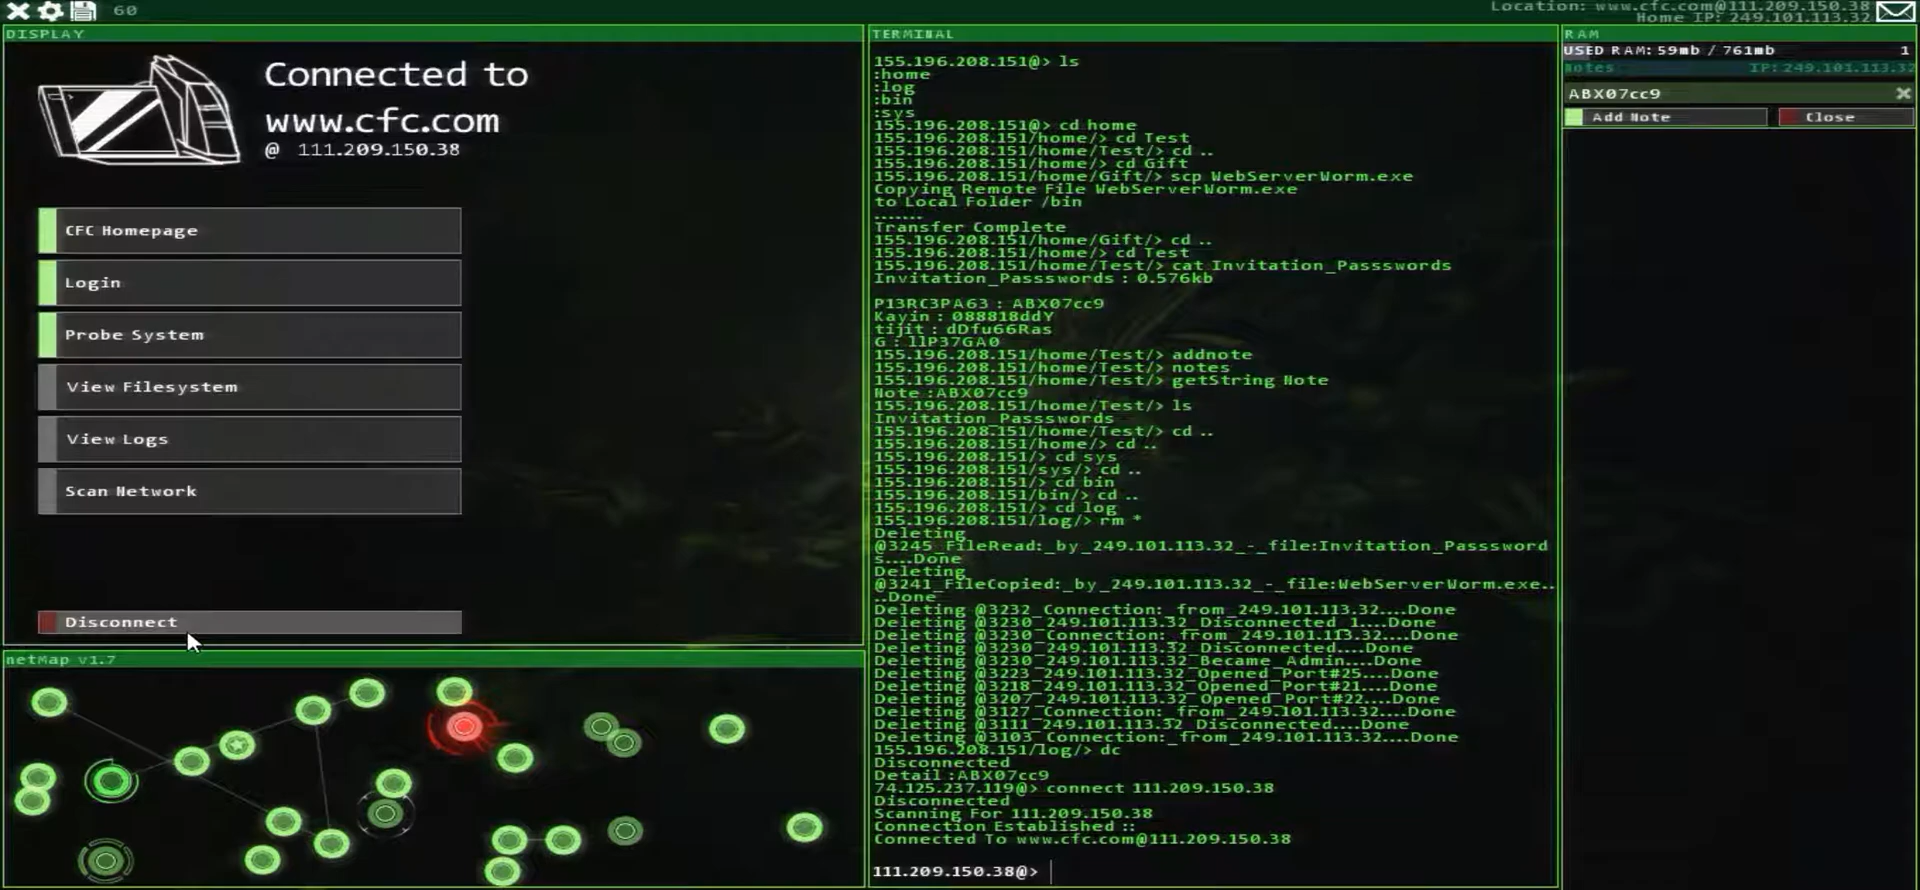 60
Location: www.cfc.com@111.209.150.38
Home IP: 249.101.113.32
DISPLAY
Connected to
www.cfc.com
@ 111.209.150.38
CFC Homepage
Login
Probe System
View Filesystem
View Logs
Scan Network
Disconnect
netMap v1.7
TERMINAL
155.196.208.151@> ls
:home
:log
:bin
:sys
155.196.208.151@> cd home
155.196.208.151/home/> cd Test
155.196.208.151/home/Test/> cd ..
155.196.208.151/home/> cd Gift
155.196.208.151/home/Gift/> scp WebServerWorm.exe
Copying Remote File WebServerWorm.exe
to Local Folder /bin
.......
Transfer Complete
155.196.208.151/home/Gift/> cd ..
155.196.208.151/home/> cd Test
155.196.208.151/home/Test/> cat Invitation_Passswords
Invitation_Passswords : 0.576kb
P13RC3PA63 : ABX07cc9
Kayin : 088818ddY
tijit : dDfu66Ras
G : llP37GA0
155.196.208.151/home/Test/> addnote
155.196.208.151/home/Test/> notes
155.196.208.151/home/Test/> getString Note
Note :ABX07cc9
155.196.208.151/home/Test/> ls
Invitation_Passswords
155.196.208.151/home/Test/> cd ..
155.196.208.151/home/> cd ..
155.196.208.151/> cd sys
155.196.208.151/sys/> cd ..
155.196.208.151/> cd bin
155.196.208.151/bin/> cd ..
155.196.208.151/> cd log
155.196.208.151/log/> rm *
Deleting
@3245_FileRead:_by_249.101.113.32_-_file:Invitation_Passsword
s....Done
Deleting
@3241_FileCopied:_by_249.101.113.32_-_file:WebServerWorm.exe..
..Done
Deleting @3232_Connection:_from_249.101.113.32....Done
Deleting @3230_249.101.113.32_Disconnected_1....Done
Deleting @3230_Connection:_from_249.101.113.32....Done
Deleting @3230_249.101.113.32_Disconnected....Done
Deleting @3230_249.101.113.32_Became_Admin....Done
Deleting @3223_249.101.113.32_Opened_Port#25....Done
Deleting @3218_249.101.113.32_Opened_Port#21....Done
Deleting @3207_249.101.113.32_Opened_Port#22....Done
Deleting @3127_Connection:_from_249.101.113.32....Done
Deleting @3111_249.101.113.32_Disconnected....Done
Deleting @3103_Connection:_from_249.101.113.32....Done
155.196.208.151/log/> dc
Disconnected
Detail :ABX07cc9
74.125.237.119@> connect 111.209.150.38
Disconnected
Scanning For 111.209.150.38
Connection Established ::
Connected To www.cfc.com@111.209.150.38
111.209.150.38@>
RAM
USED RAM: 59mb / 761mb 1
Notes IP: 249.101.113.32
ABX07cc9
Add Note Close